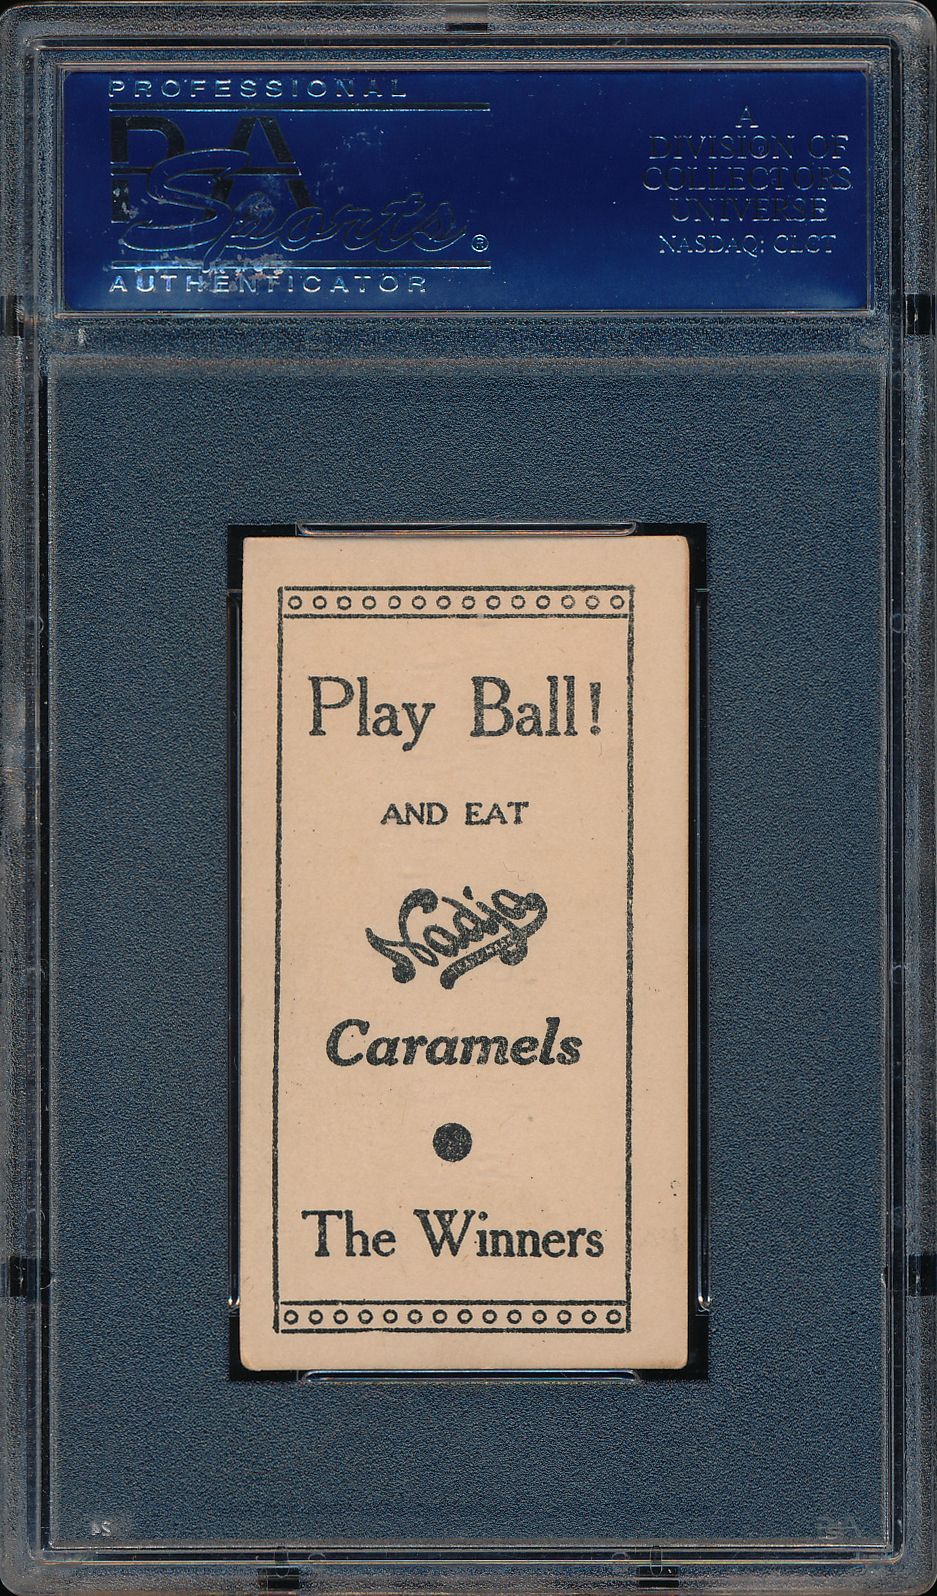 PROFESSIONAL
PSA
Sports®
AUTHENTICATOR
A
DIVISION OF
COLLECTORS
UNIVERSE
NASDAQ: CLCT
Play Ball!
AND EAT
Nadja
Caramels
The Winners